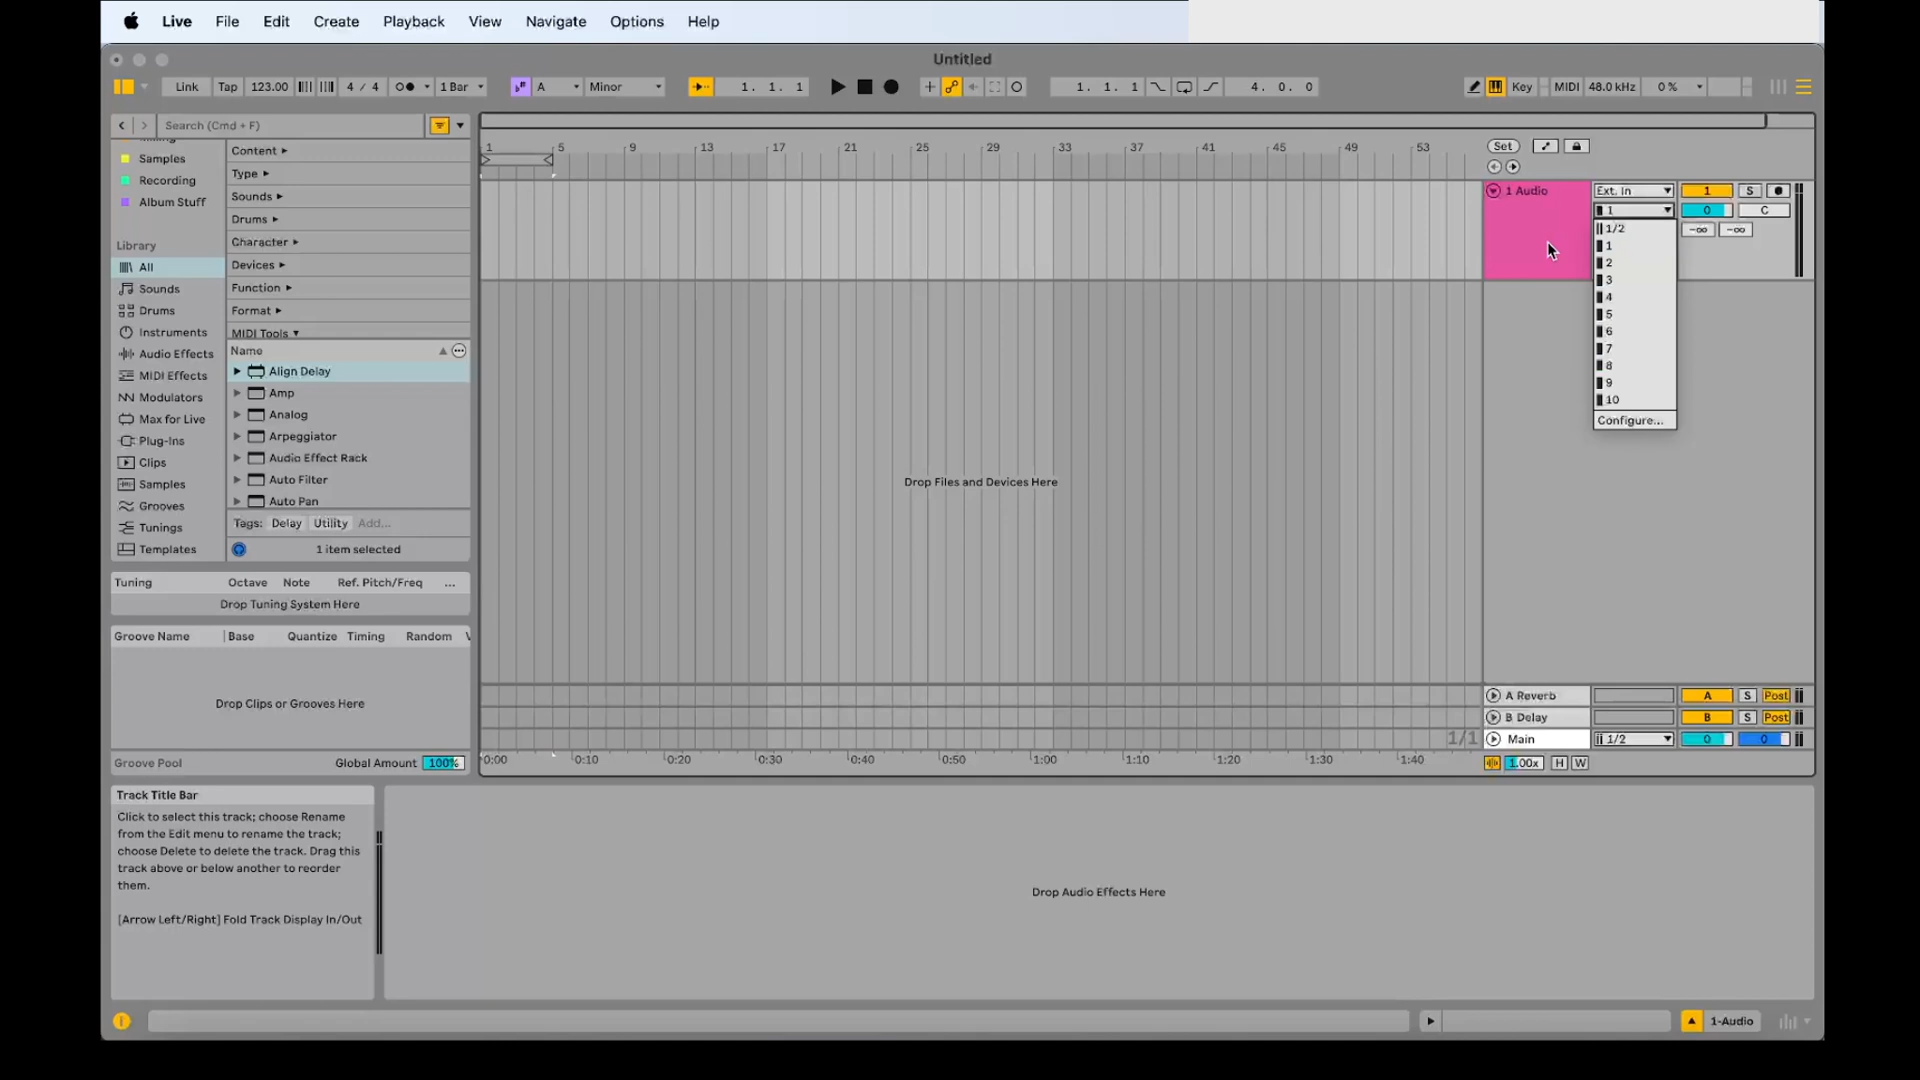 Live File Edit Create Playback View Navigate Options Help
Untitled
Link Tap 123.00 4 / 4 1 Bar A Minor 1. 1. 1 1. 1. 1 4. 0. 0 Key MIDI 48.0 kHz 0 %
Search (Cmd + F)
Samples
Recording
Album Stuff
Library
All
Sounds
Drums
Instruments
Audio Effects
MIDI Effects
Modulators
Max for Live
Plug-Ins
Clips
Samples
Grooves
Tunings
Templates
Content
Type
Sounds
Drums
Character
Devices
Function
Format
MIDI Tools
Name
Align Delay
Amp
Analog
Arpeggiator
Audio Effect Rack
Auto Filter
Auto Pan
Tags: Delay Utility Add...
1 item selected
Tuning Octave Note Ref. Pitch/Freq ...
Drop Tuning System Here
Groove Name Base Quantize Timing Random V
Drop Clips or Grooves Here
Groove Pool Global Amount 100%
1 5 9 13 17 21 25 29 33 37 41 45 49 53
Drop Files and Devices Here
1/1
0:00 0:10 0:20 0:30 0:40 0:50 1:00 1:10 1:20 1:30 1:40
Set
1 Audio Ext. In 1 S
1 0 C
-∞ -∞
1/2
1
2
3
4
5
6
7
8
9
10
Configure...
A Reverb A S Post
B Delay B S Post
Main 1/2 0 0
1.00x H W
Track Title Bar
Click to select this track; choose Rename
from the Edit menu to rename the track;
choose Delete to delete the track. Drag this
track above or below another to reorder
them.
[Arrow Left/Right] Fold Track Display In/Out
Drop Audio Effects Here
1-Audio